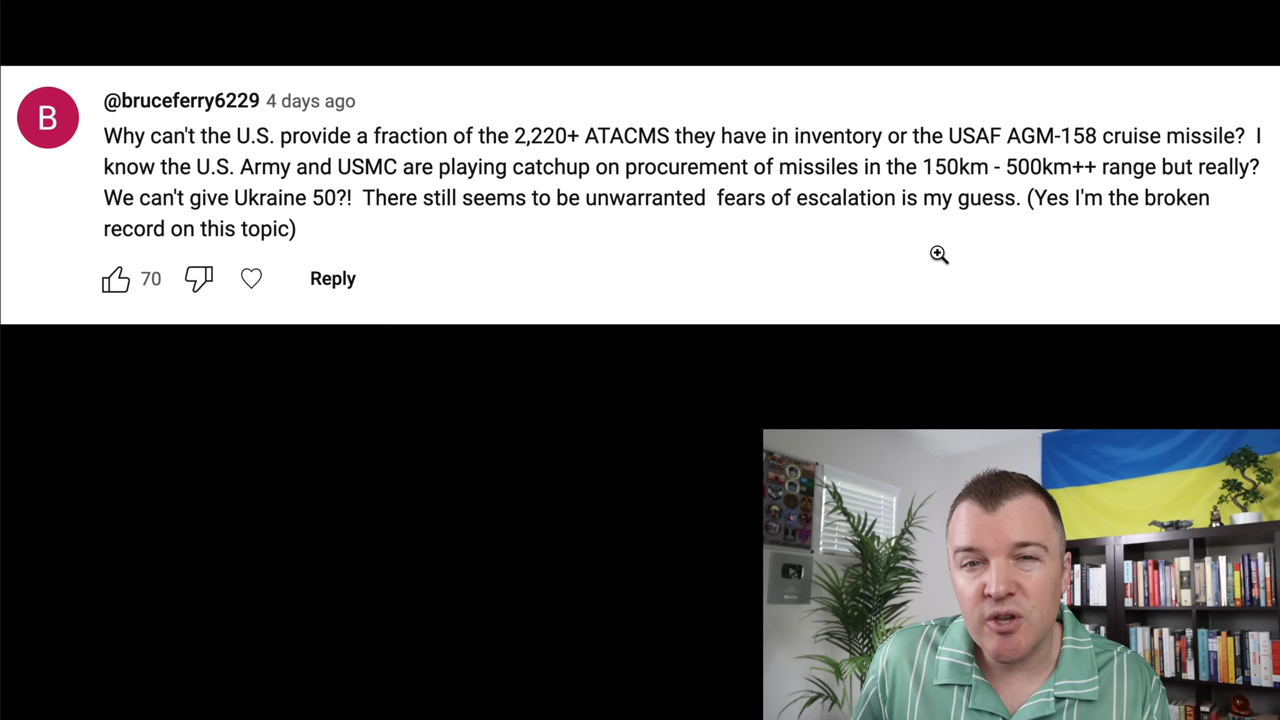 B
@bruceferry6229 4 days ago
Why can't the U.S. provide a fraction of the 2,220+ ATACMS they have in inventory or the USAF AGM-158 cruise missile?  I
know the U.S. Army and USMC are playing catchup on procurement of missiles in the 150km - 500km++ range but really?
We can't give Ukraine 50?!  There still seems to be unwarranted  fears of escalation is my guess. (Yes I'm the broken
record on this topic)
70 Reply